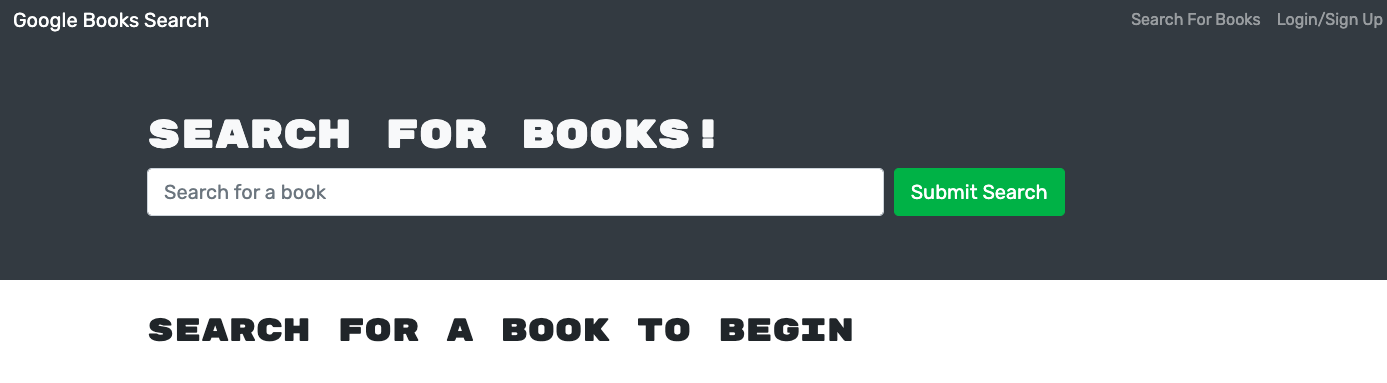 Google Books Search
Search For Books
Login/Sign Up
SEARCH FOR BOOKS!
Search for a book
Submit Search
SEARCH FOR A BOOK TO BEGIN